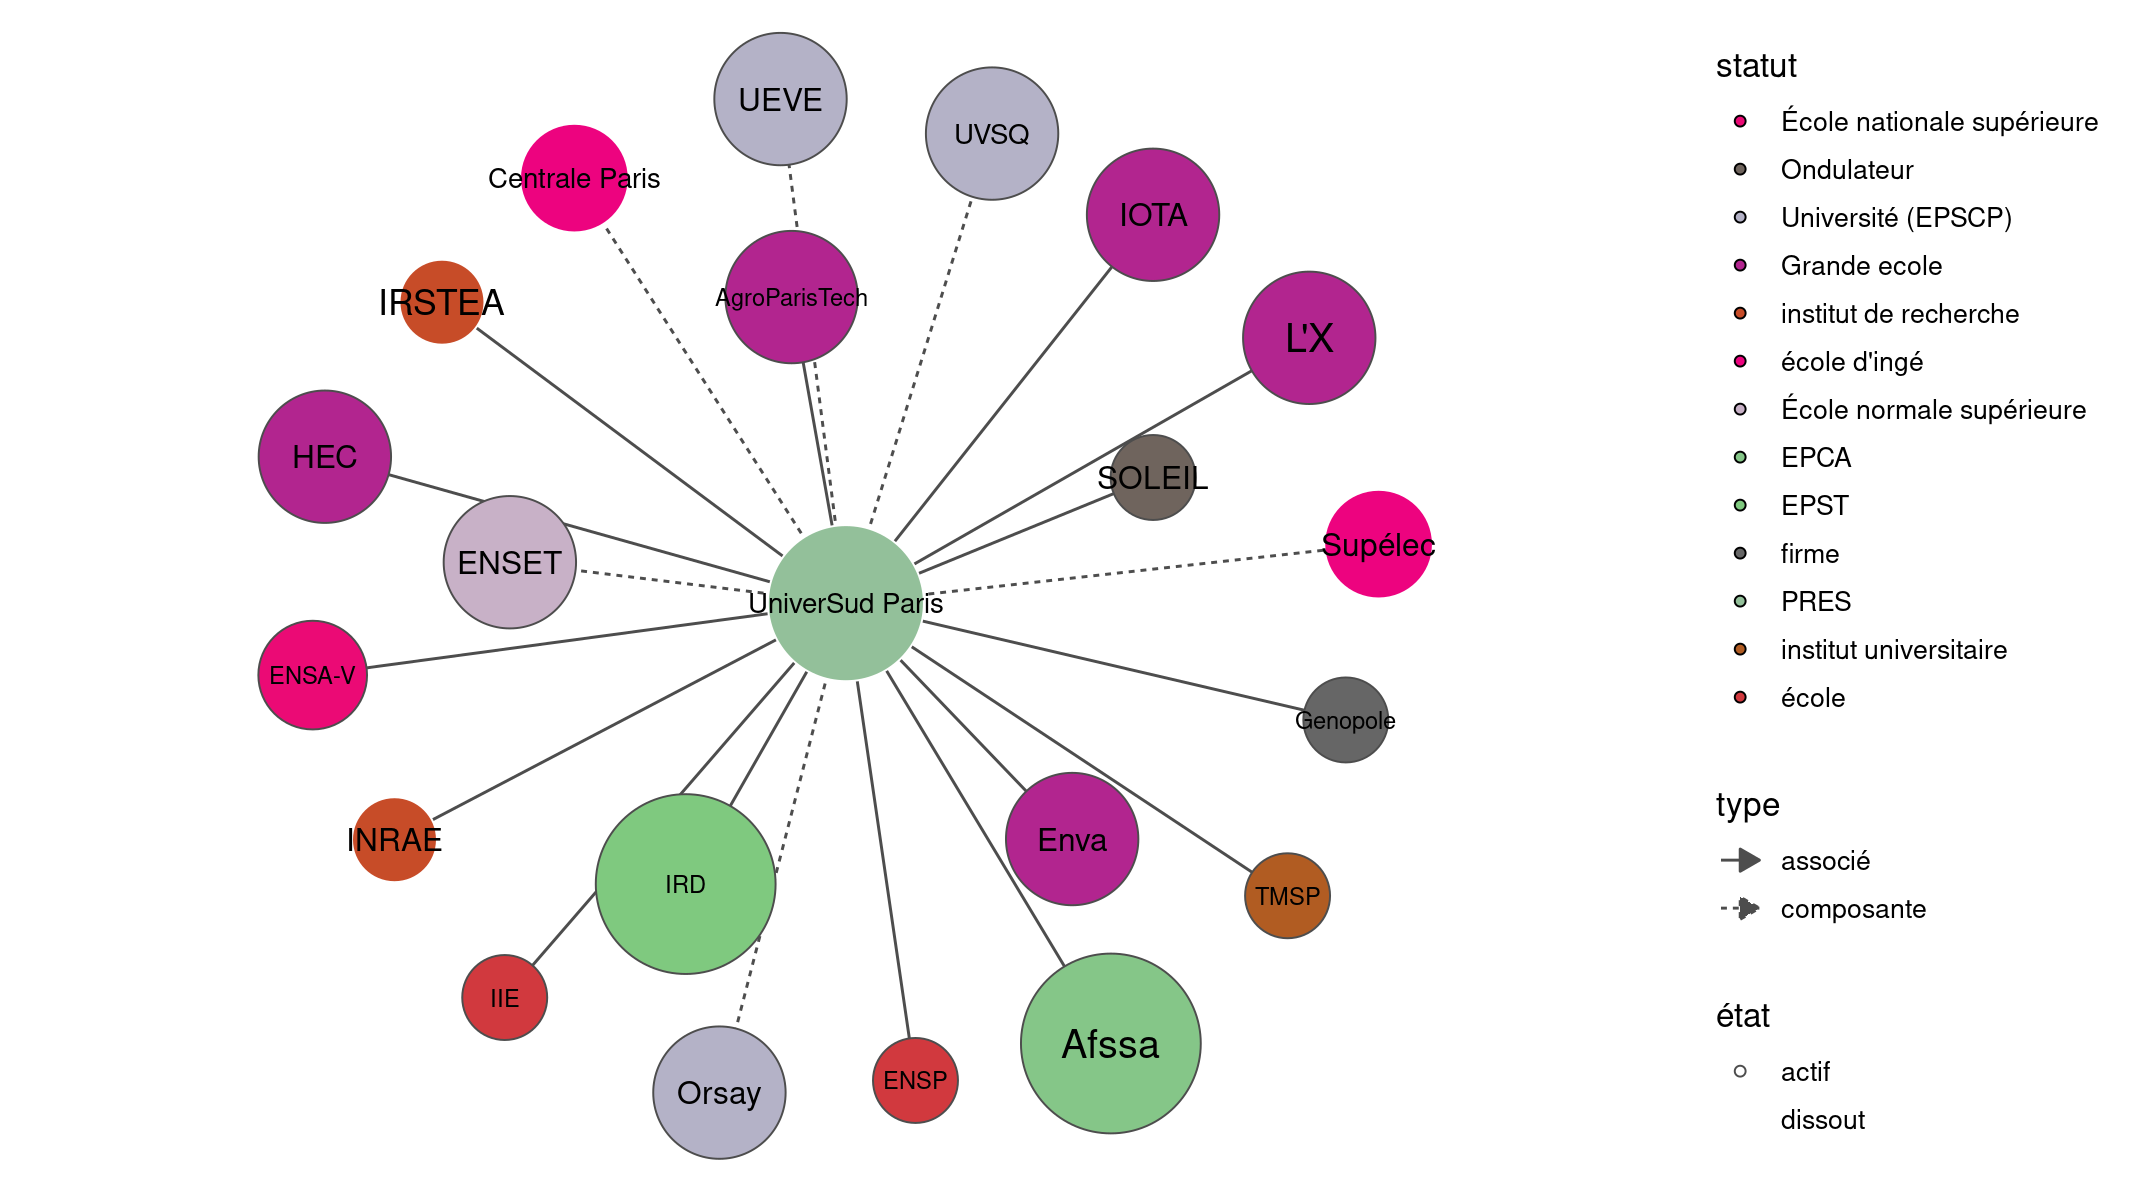 UEVE
UVSQ
Centrale Paris
IOTA
AgroParisTech
IRSTEA
L'X
HEC
SOLEIL
Supélec
ENSET
UniverSud Paris
ENSA-V
Genopole
INRAE
Enva
IRD
TMSP
IIE
Afssa
ENSP
Orsay
statut
École nationale supérieure
Ondulateur
Université (EPSCP)
Grande ecole
institut de recherche
école d'ingé
École normale supérieure
EPCA
EPST
firme
PRES
institut universitaire
école
type
associé
composante
état
actif
dissout